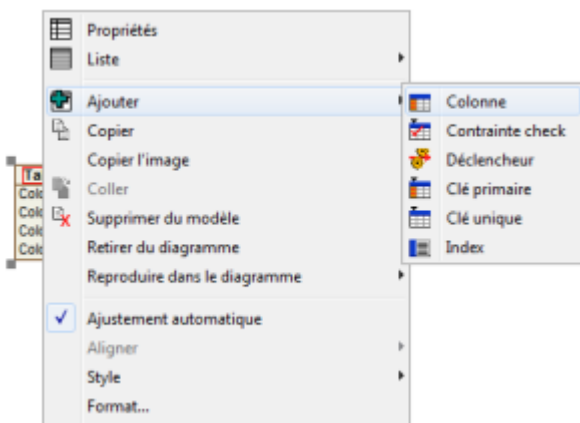 Propriétés
Liste
Ajouter
Colonne
Copier
Contrainte check
Copier l'image
Déclencheur
Coller
Clé primaire
Supprimer du modèle
Clé unique
Retirer du diagramme
Index
Reproduire dans le diagramme
Ajustement automatique
Aligner
Style
Format...